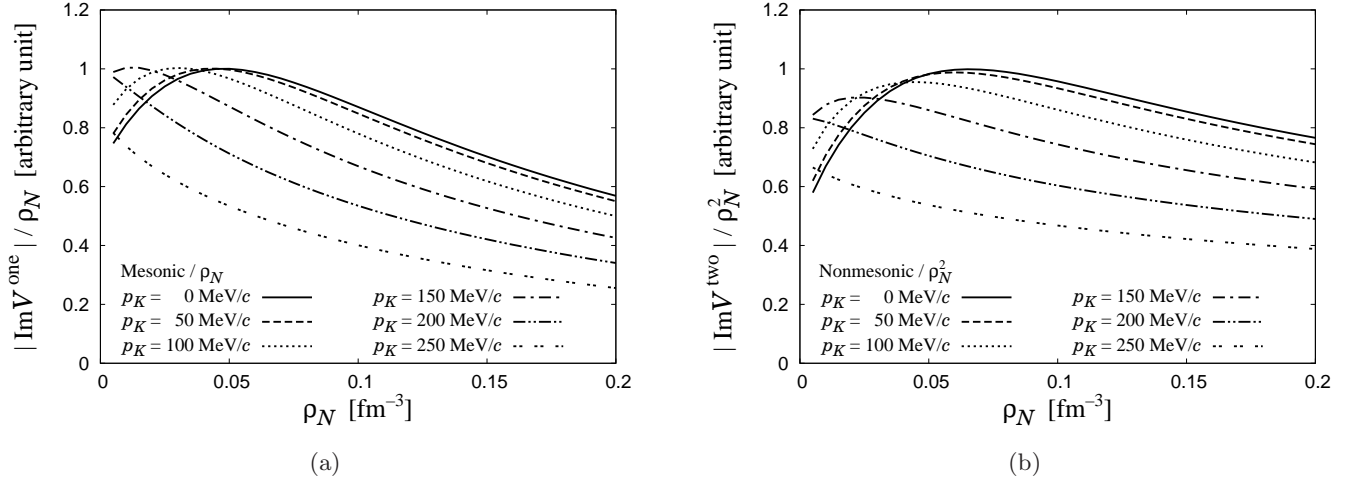 | ImV^one | / ρ_N [arbitrary unit]
1.2
1
0.8
0.6
0.4
0.2
0
Mesonic / ρ_N
p_K = 0 MeV/c
p_K = 50 MeV/c
p_K = 100 MeV/c
p_K = 150 MeV/c
p_K = 200 MeV/c
p_K = 250 MeV/c
0 0.05 0.1 0.15 0.2
ρ_N [fm^–3]
(a)
| ImV^two | / ρ_N^2 [arbitrary unit]
1.2
1
0.8
0.6
0.4
0.2
0
Nonmesonic / ρ_N^2
p_K = 0 MeV/c
p_K = 50 MeV/c
p_K = 100 MeV/c
p_K = 150 MeV/c
p_K = 200 MeV/c
p_K = 250 MeV/c
0 0.05 0.1 0.15 0.2
ρ_N [fm^–3]
(b)